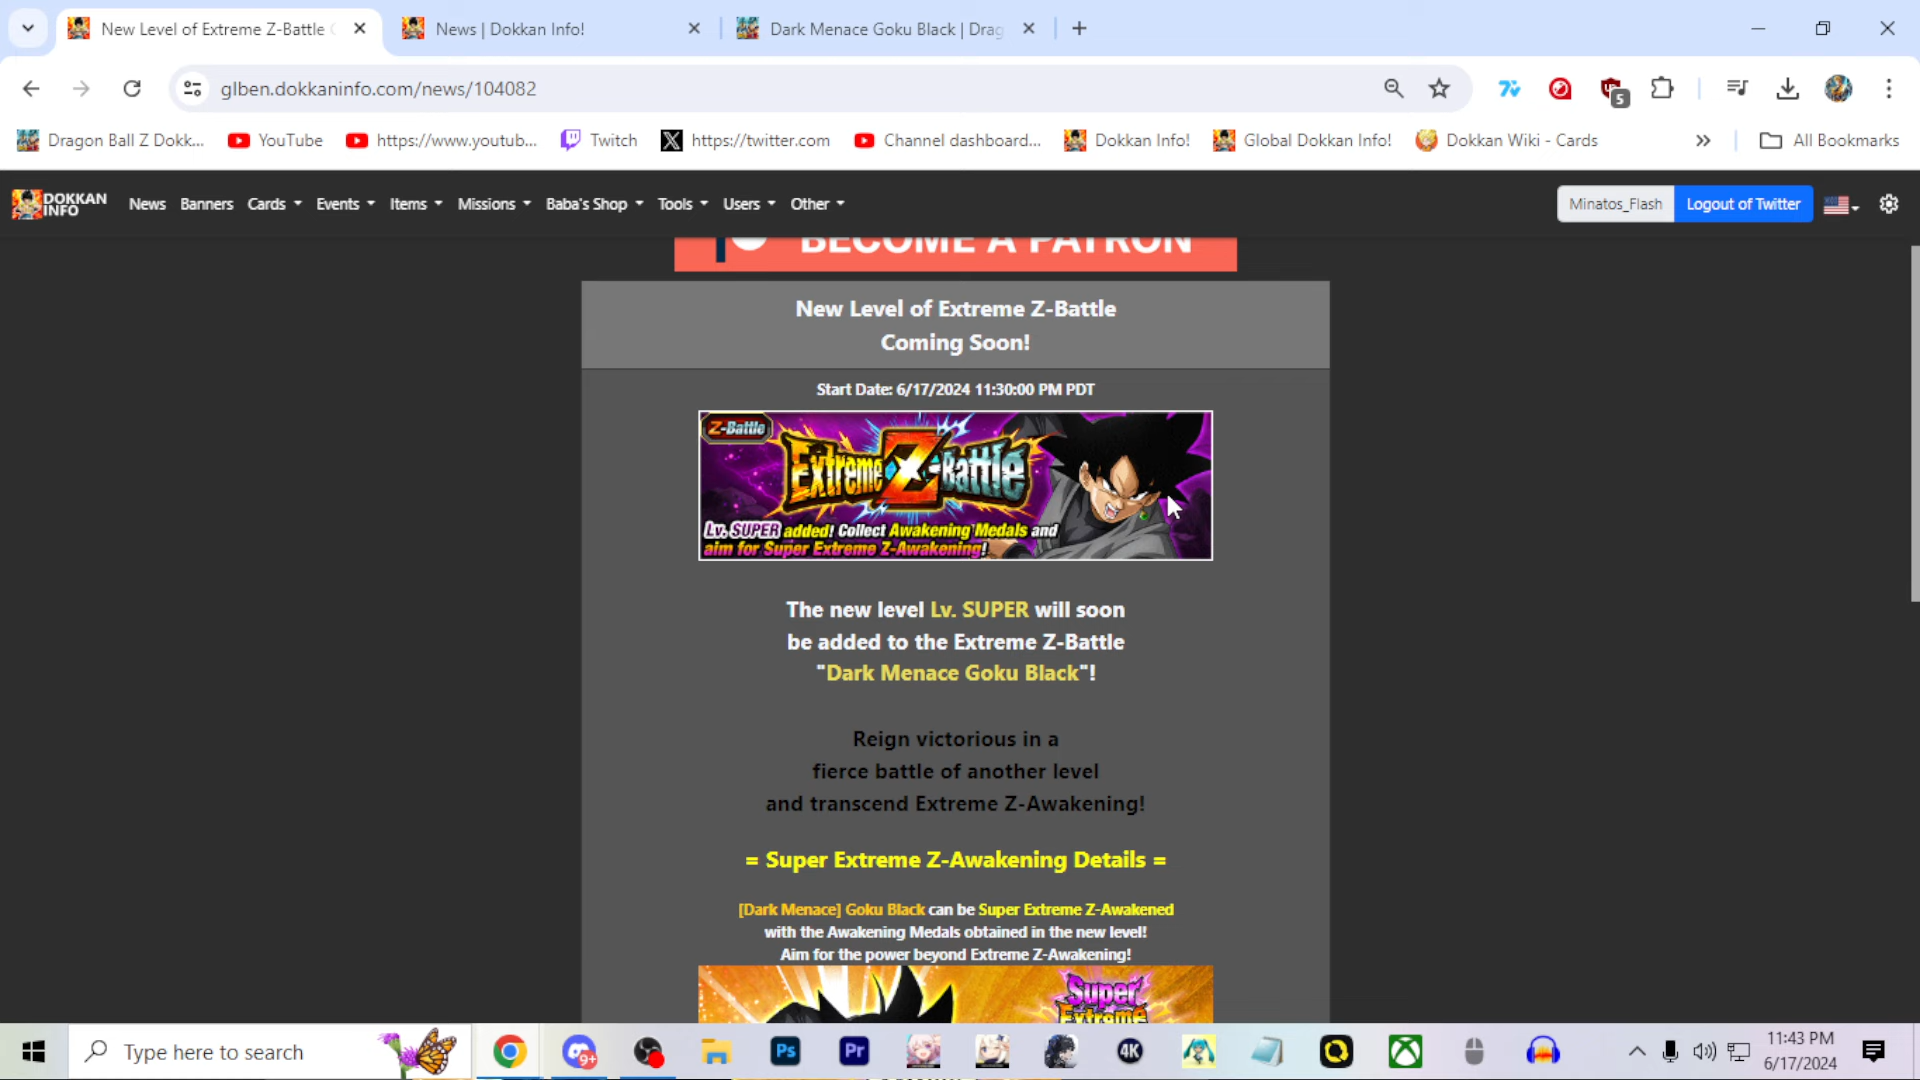 New Level of Extreme Z-Battle
News | Dokkan Info!
Dark Menace Goku Black | Drag
glben.dokkaninfo.com/news/104082
5
Dragon Ball Z Dokk...
YouTube
https://www.youtub...
Twitch
https://twitter.com
Channel dashboard...
Dokkan Info!
Global Dokkan Info!
Dokkan Wiki - Cards
»
All Bookmarks
DOKKAN INFO
News
Banners
Cards
Events
Items
Missions
Baba's Shop
Tools
Users
Other
Minatos_Flash
Logout of Twitter
BECOME A PATRON
New Level of Extreme Z-Battle
Coming Soon!
Start Date: 6/17/2024 11:30:00 PM PDT
Z-Battle
Extreme Z-Battle
Lv. SUPER added! Collect Awakening Medals and
aim for Super Extreme Z-Awakening!
The new level Lv. SUPER will soon
be added to the Extreme Z-Battle
"Dark Menace Goku Black"!
Reign victorious in a
fierce battle of another level
and transcend Extreme Z-Awakening!
= Super Extreme Z-Awakening Details =
[Dark Menace] Goku Black can be Super Extreme Z-Awakened
with the Awakening Medals obtained in the new level!
Aim for the power beyond Extreme Z-Awakening!
Super
Extreme
Type here to search
9+
Ps
Pr
4K
11:43 PM
6/17/2024